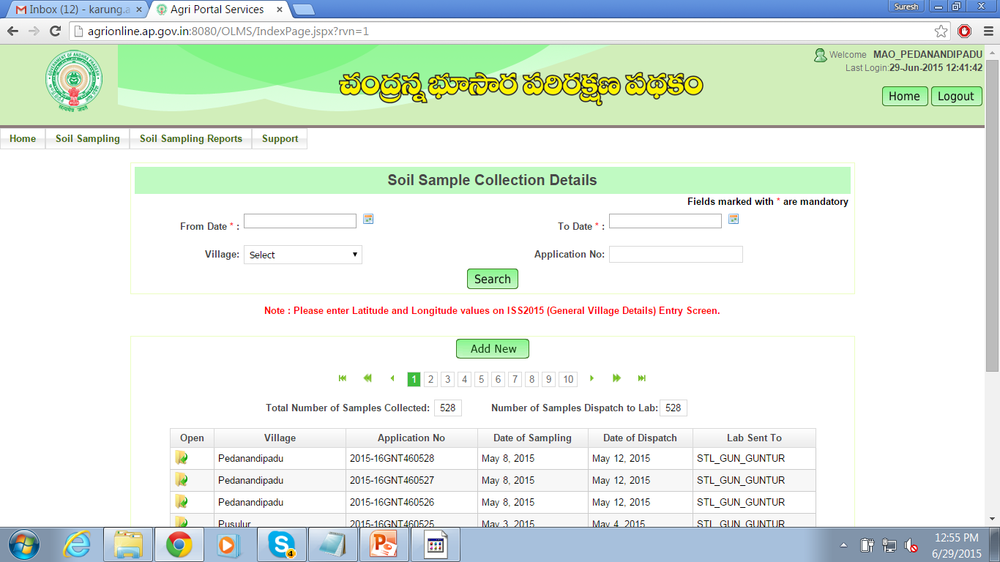 Inbox (12) - karung.a
Agri Portal Services
Suresh
agrionline.ap.gov.in:8080/OLMS/IndexPage.jspx?rvn=1
చంద్రన్న భూసార పరిరక్షణ పథకం
Welcome MAO_PEDANANDIPADU
Last Login:29-Jun-2015 12:41:42
Home Logout
Home Soil Sampling Soil Sampling Reports Support
Soil Sample Collection Details
Fields marked with * are mandatory
From Date * : To Date * :
Village: Select Application No:
Search
Note : Please enter Latitude and Longitude values on ISS2015 (General Village Details) Entry Screen.
Add New
1 2 3 4 5 6 7 8 9 10
Total Number of Samples Collected: 528 Number of Samples Dispatch to Lab: 528
Open Village Application No Date of Sampling Date of Dispatch Lab Sent To
Pedanandipadu 2015-16GNT460528 May 8, 2015 May 12, 2015 STL_GUN_GUNTUR
Pedanandipadu 2015-16GNT460527 May 8, 2015 May 12, 2015 STL_GUN_GUNTUR
Pedanandipadu 2015-16GNT460526 May 8, 2015 May 12, 2015 STL_GUN_GUNTUR
Pusulur 2015-16GNT460525 May 3, 2015 May 4, 2015 STL_GUN_GUNTUR
4
12:55 PM
6/29/2015